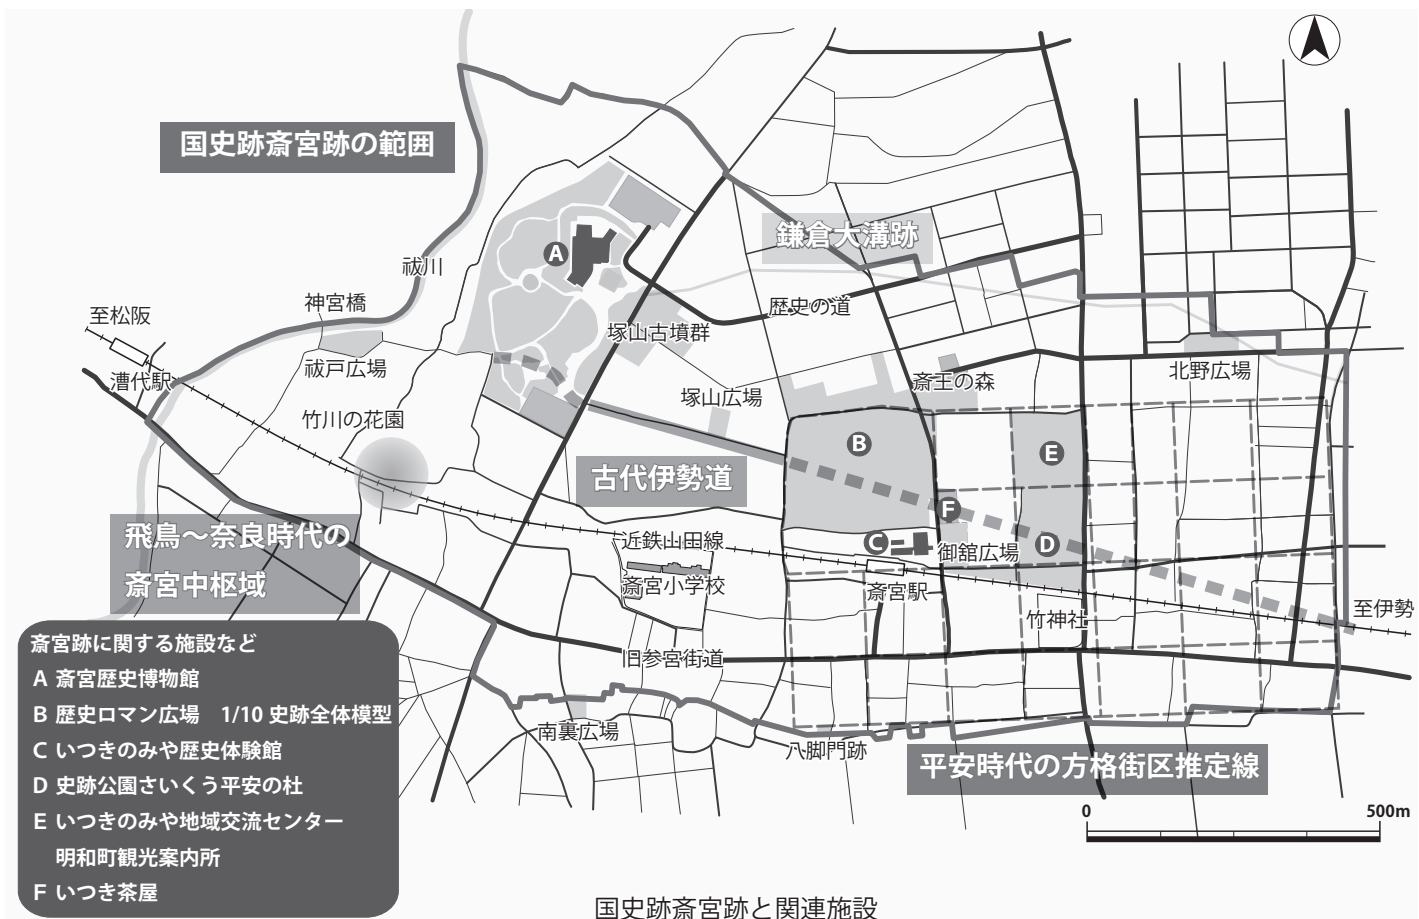 国史跡斎宮跡の範囲
鎌倉大溝跡
A
祓川
神宮橋
至松阪
歴史の道
塚山古墳群
祓戸広場
漕代駅
斎王の森
北野広場
塚山広場
竹川の花園
B
E
古代伊勢道
F
飛鳥〜奈良時代の
斎宮中枢域
近鉄山田線
C
御舘広場
D
斎宮小学校
斎宮駅
竹神社
至伊勢
旧参宮街道
南裏広場
八脚門跡
平安時代の方格街区推定線
0 500m
斎宮跡に関する施設など
A 斎宮歴史博物館
B 歴史ロマン広場　1/10 史跡全体模型
C いつきのみや歴史体験館
D 史跡公園さいくう平安の杜
E いつきのみや地域交流センター
明和町観光案内所
F いつき茶屋
国史跡斎宮跡と関連施設